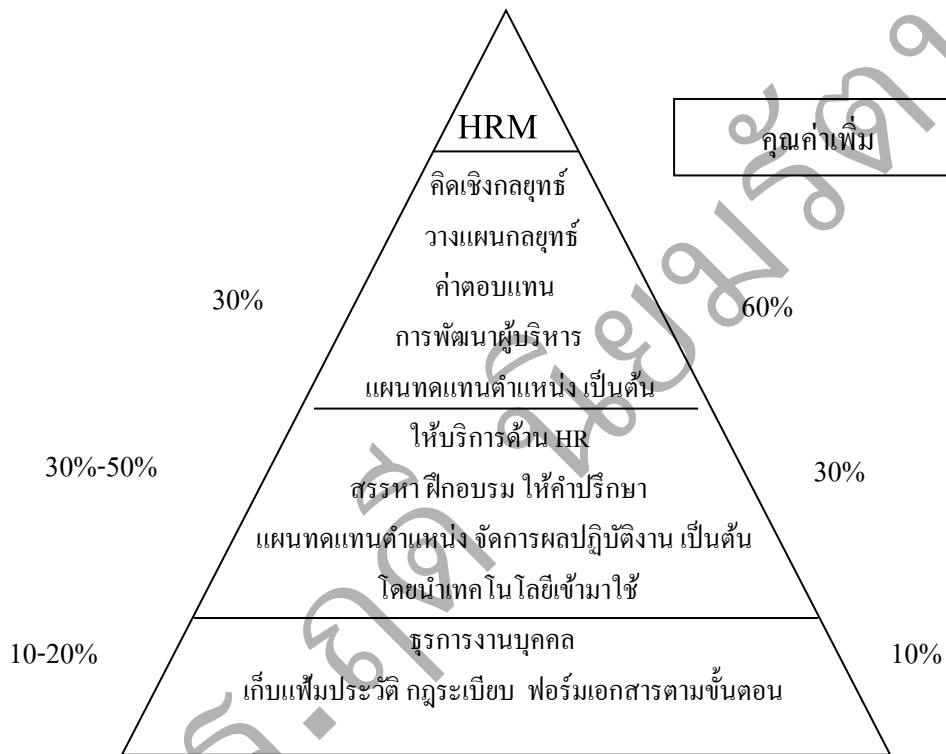 HRM
คุณค่าเพิ่ม
คิดเชิงกลยุทธ์
วางแผนกลยุทธ์
ค่าตอบแทน
30%
60%
การพัฒนาผู้บริหาร
แผนทดแทนตำแหน่ง เป็นต้น
ให้บริการด้าน HR
30%-50%
30%
สรรหา ฝึกอบรม ให้คำปรึกษา
แผนทดแทนตำแหน่ง จัดการผลปฏิบัติงาน เป็นต้น
โดยนำเทคโนโลยีเข้ามาใช้
ธุรการงานบุคคล
10-20%
10%
เก็บแฟ้มประวัติ กฎระเบียบ ฟอร์มเอกสารตามขั้นตอน